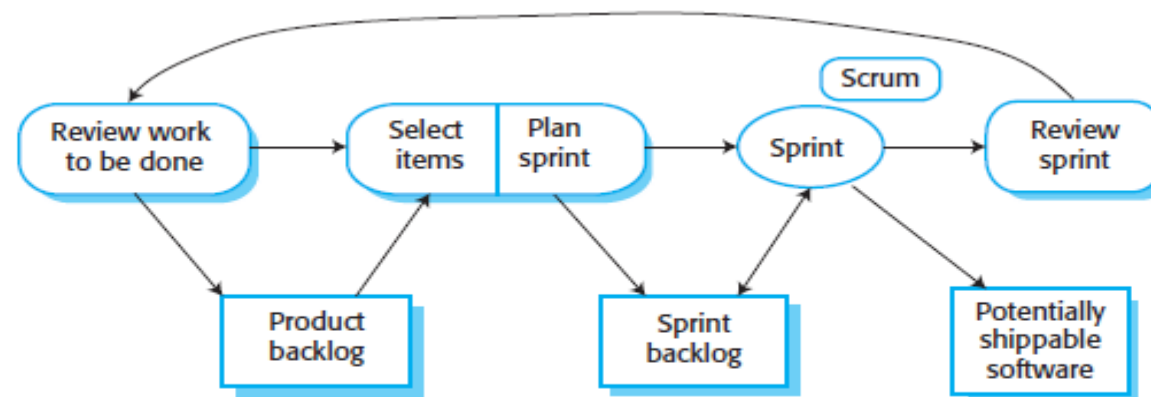 Scrum
Review work
to be done
Select
items
Plan
sprint
Sprint
Review
sprint
Product
backlog
Sprint
backlog
Potentially
shippable
software